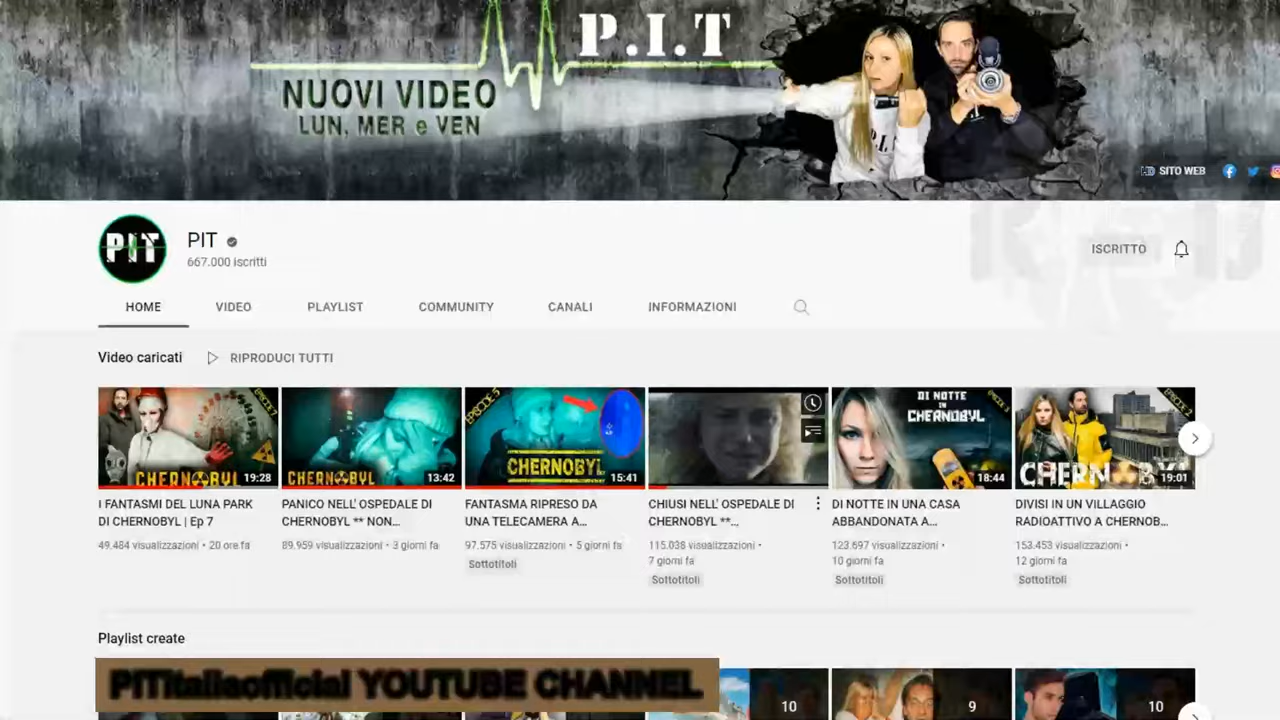 P.I.T
NUOVI VIDEO
LUN, MER e VEN
SITO WEB
PIT
PIT
667.000 iscritti
ISCRITTO
HOME
VIDEO
PLAYLIST
COMMUNITY
CANALI
INFORMAZIONI
Video caricati
RIPRODUCI TUTTI
EPISODE 7
CHERNOBYL
19:28
CHERNOBYL
13:42
EPISODE 5
CHERNOBYL
15:41
DI NOTTE
IN
CHERNOBYL
18:44
EPISODE 2
19:01
I FANTASMI DEL LUNA PARK
DI CHERNOBYL | Ep 7
49.484 visualizzazioni • 20 ore fa
PANICO NELL' OSPEDALE DI
CHERNOBYL ** NON...
89.959 visualizzazioni • 3 giorni fa
FANTASMA RIPRESO DA
UNA TELECAMERA A...
97.575 visualizzazioni • 5 giorni fa
Sottotitoli
CHIUSI NELL' OSPEDALE DI
CHERNOBYL **...
115.038 visualizzazioni •
7 giorni fa
Sottotitoli
DI NOTTE IN UNA CASA
ABBANDONATA A...
123.697 visualizzazioni •
10 giorni fa
Sottotitoli
DIVISI IN UN VILLAGGIO
RADIOATTIVO A CHERNOB...
153.453 visualizzazioni •
12 giorni fa
Sottotitoli
Playlist create
PITitaliaofficial YOUTUBE CHANNEL
10
9
10